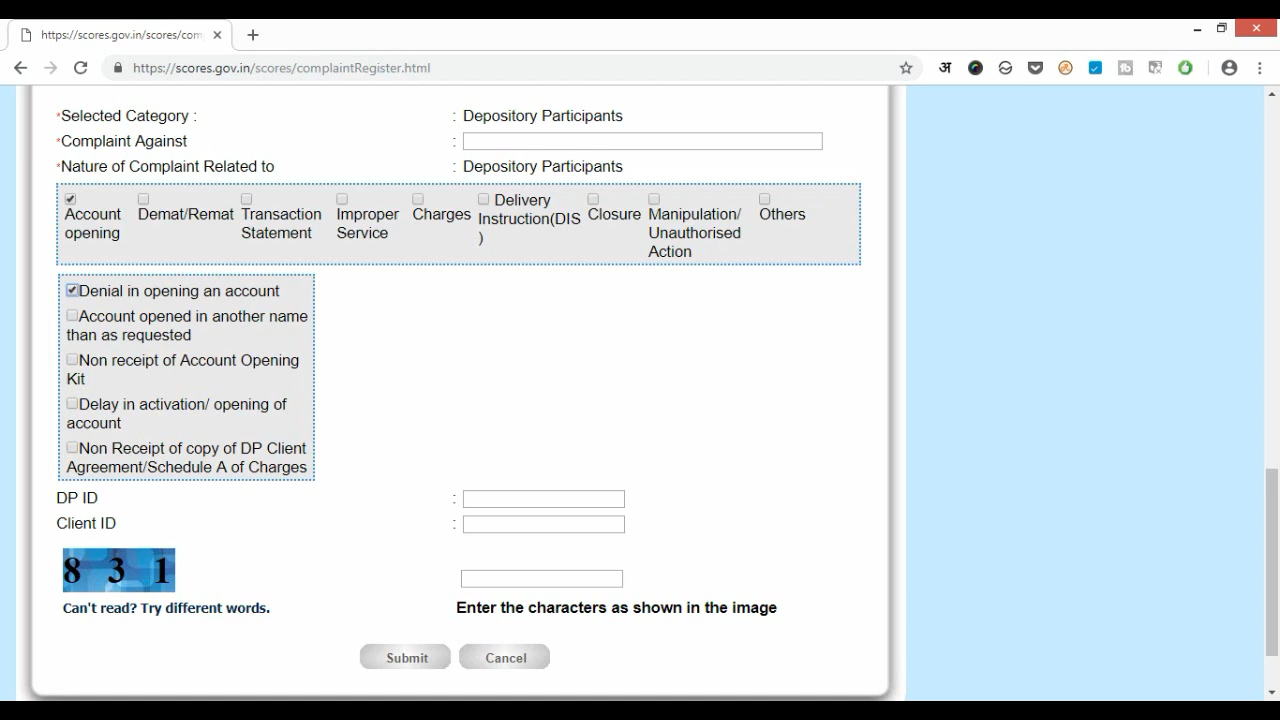 https://scores.gov.in/scores/com
https://scores.gov.in/scores/complaintRegister.html
अ
*Selected Category : : Depository Participants
*Complaint Against :
*Nature of Complaint Related to : Depository Participants
Account opening
Demat/Remat
Transaction Statement
Improper Service
Charges
Delivery Instruction(DIS )
Closure
Manipulation/ Unauthorised Action
Others
Denial in opening an account
Account opened in another name
than as requested
Non receipt of Account Opening
Kit
Delay in activation/ opening of
account
Non Receipt of copy of DP Client
Agreement/Schedule A of Charges
DP ID :
Client ID :
8 3 1
Can't read? Try different words. Enter the characters as shown in the image
Submit Cancel